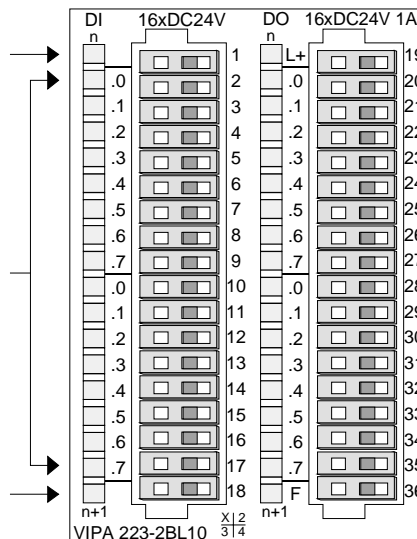 DI 16xDC24V DO 16xDC24V 1A
n n
1 L+ 19
.0 2 .0 20
.1 3 .1 21
.2 4 .2 22
.3 5 .3 23
.4 6 .4 24
.5 7 .5 25
.6 8 .6 26
.7 9 .7 27
.0 10 .0 28
.1 11 .1 29
.2 12 .2 30
.3 13 .3 31
.4 14 .4 32
.5 15 .5 33
.6 16 .6 34
.7 17 .7 35
18 F 36
n+1 n+1
VIPA 223-2BL10 X 2
3 4